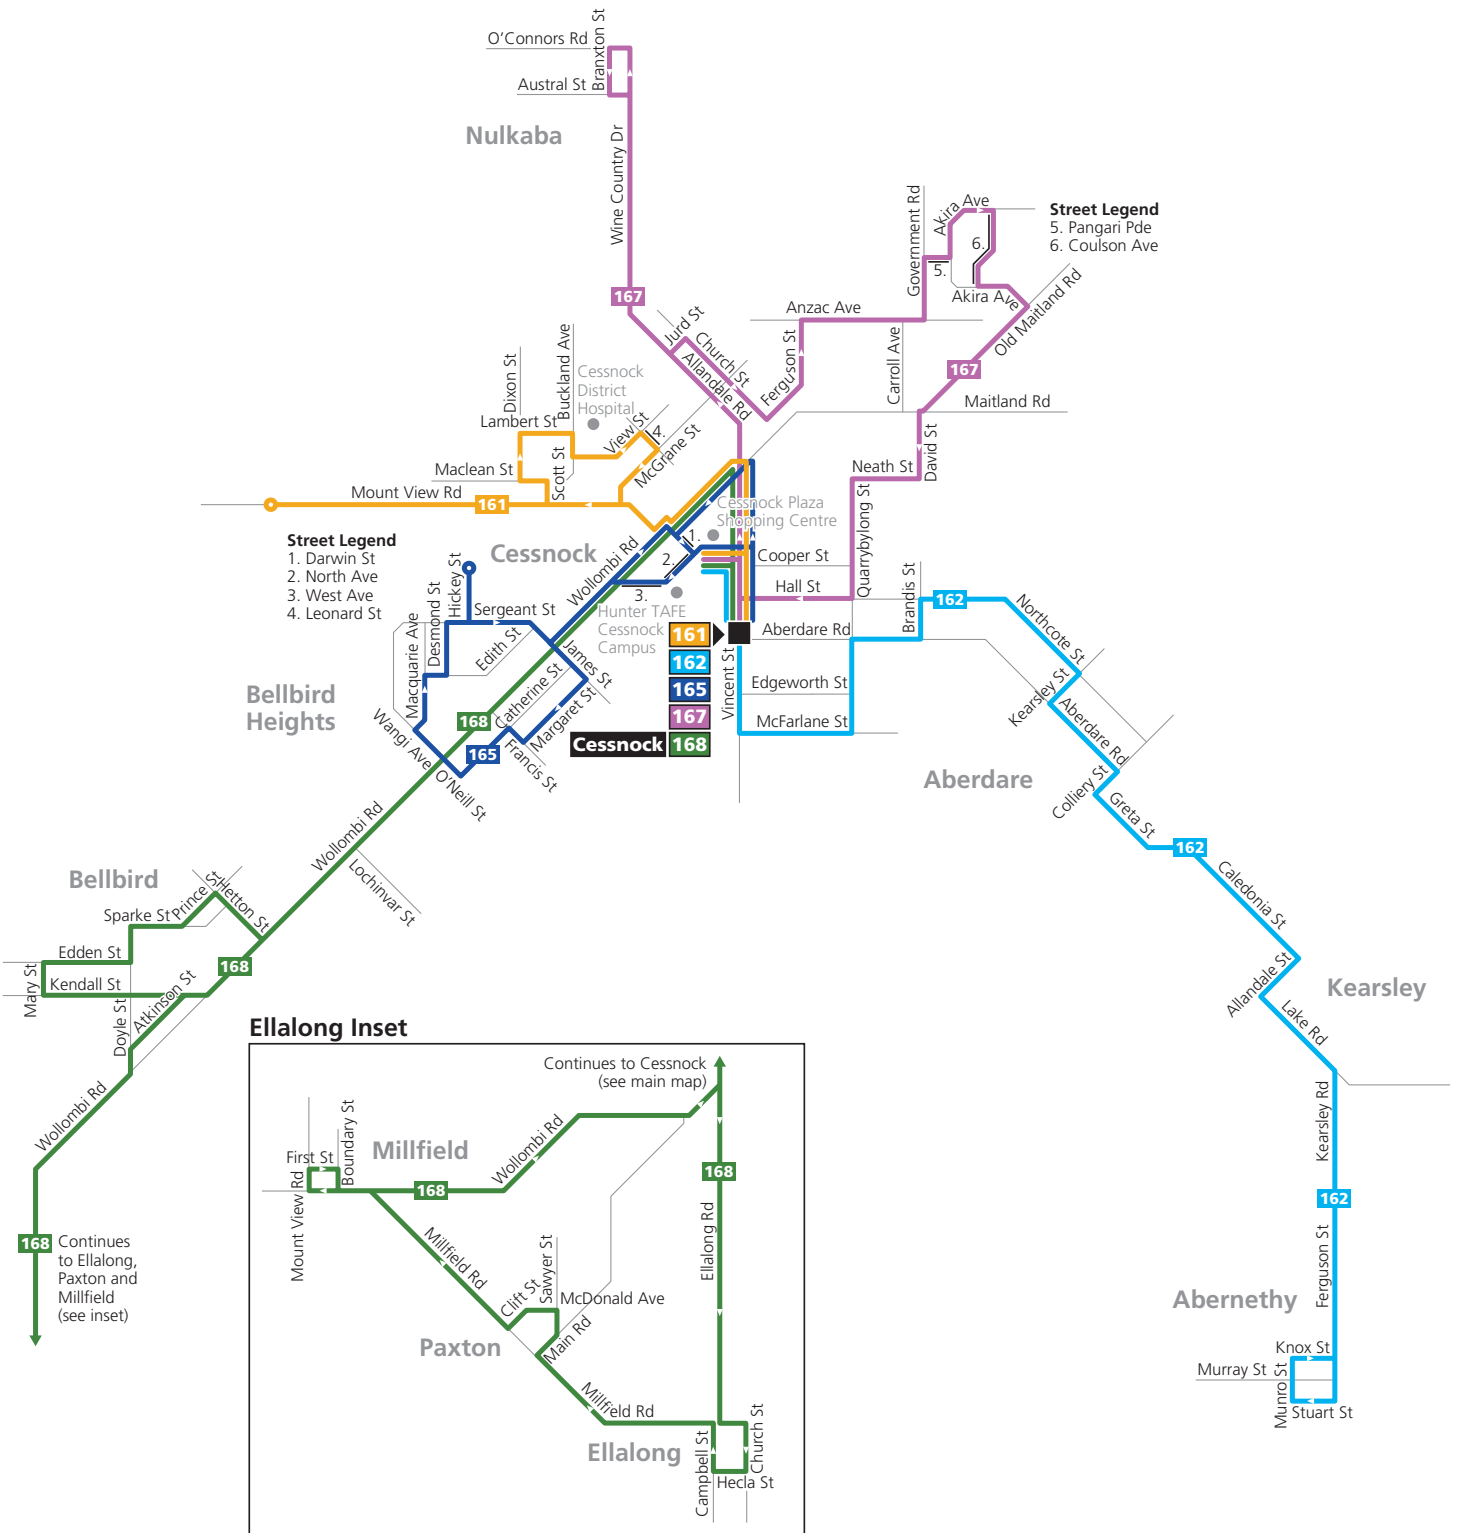 O'Connors Rd
Branxton St
Austral St
Nulkaba
Wine Country Dr
167
Government Rd
Akira Ave
6.
5.
Akira Ave
Street Legend
5. Pangari Pde
6. Coulson Ave
Anzac Ave
Old Maitland Rd
Ferguson St
Carroll Ave
167
Maitland Rd
Jurd St
Church St
Allandale Rd
Dixon St
Buckland Ave
Cessnock
District
Hospital
Lambert St
View St
4.
McGrane St
Maclean St
Scott St
Mount View Rd
161
David St
Neath St
Quarrybylong St
Cessnock Plaza
Shopping Centre
Street Legend
1. Darwin St
2. North Ave
3. West Ave
4. Leonard St
Cessnock
1.
2.
3.
Wollombi Rd
Cooper St
Hall St
Hunter TAFE
Cessnock
Campus
Hickey St
Sergeant St
Desmond St
Macquarie Ave
Edith St
James St
Catherine St
Margaret St
Francis St
Wangi Ave
O'Neill St
Bellbird
Heights
168
165
161
162
165
167
Cessnock 168
Vincent St
Aberdare Rd
Edgeworth St
McFarlane St
Brandis St
162
Northcote St
Kearsley St
Aberdare Rd
Aberdare
Colliery St
Greta St
162
Caledonia St
Allandale St
Kearsley
Lake Rd
Kearsley Rd
162
Ferguson St
Abernethy
Knox St
Murray St
Munro St
Stuart St
Wollombi Rd
Lochinvar St
Bellbird
Prince St
Hetton St
Sparke St
Edden St
Mary St
Kendall St
168
Atkinson St
Doyle St
Wollombi Rd
168
Continues
to Ellalong,
Paxton and
Millfield
(see inset)
Ellalong Inset
Continues to Cessnock
(see main map)
Boundary St
First St
Millfield
Wollombi Rd
Mount View Rd
168
168
Ellalong Rd
Millfield Rd
Clift St
Sawyer St
McDonald Ave
Main Rd
Paxton
Millfield Rd
Ellalong
Campbell St
Church St
Hecla St